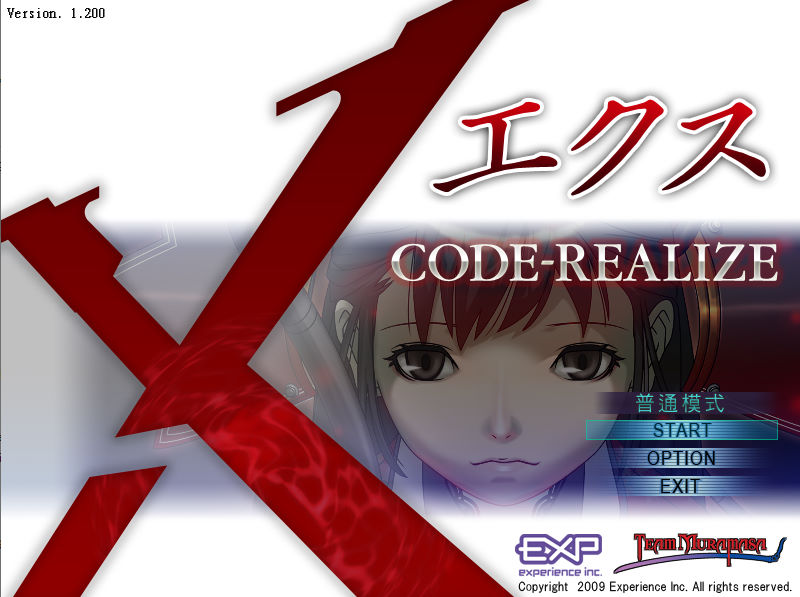 Version. 1.200
X
エクス
CODE-REALIZE
普通模式
START
OPTION
EXIT
EXP
experience inc.
TEAM MURAMASA
Copyright 2009 Experience Inc. All rights reserved.